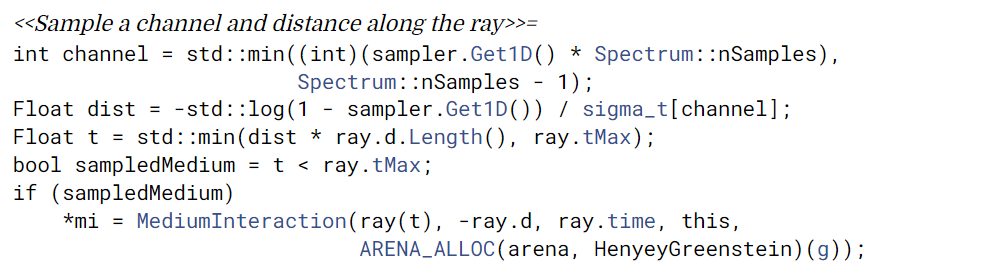 <<Sample a channel and distance along the ray>>=
int channel = std::min((int)(sampler.Get1D() * Spectrum::nSamples),
                       Spectrum::nSamples - 1);
Float dist = -std::log(1 - sampler.Get1D()) / sigma_t[channel];
Float t = std::min(dist * ray.d.Length(), ray.tMax);
bool sampledMedium = t < ray.tMax;
if (sampledMedium)
    *mi = MediumInteraction(ray(t), -ray.d, ray.time, this,
                            ARENA_ALLOC(arena, HenyeyGreenstein)(g));